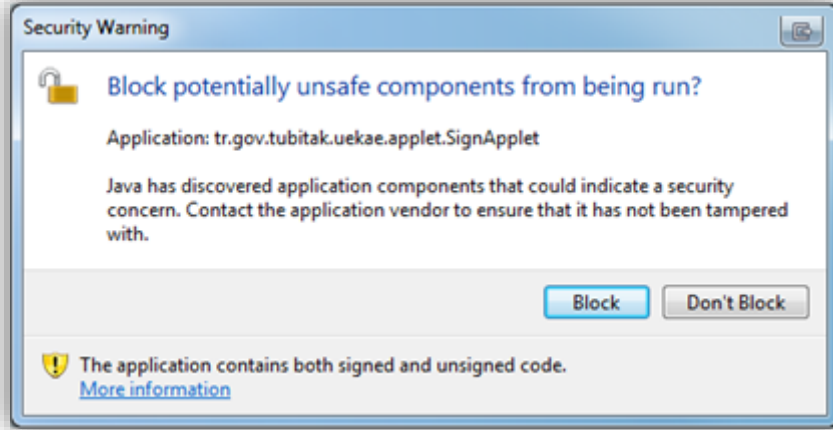 Security Warning
Block potentially unsafe components from being run?
Application: tr.gov.tubitak.uekae.applet.SignApplet
Java has discovered application components that could indicate a security
concern. Contact the application vendor to ensure that it has not been tampered
with.
Block
Don't Block
The application contains both signed and unsigned code.
More information